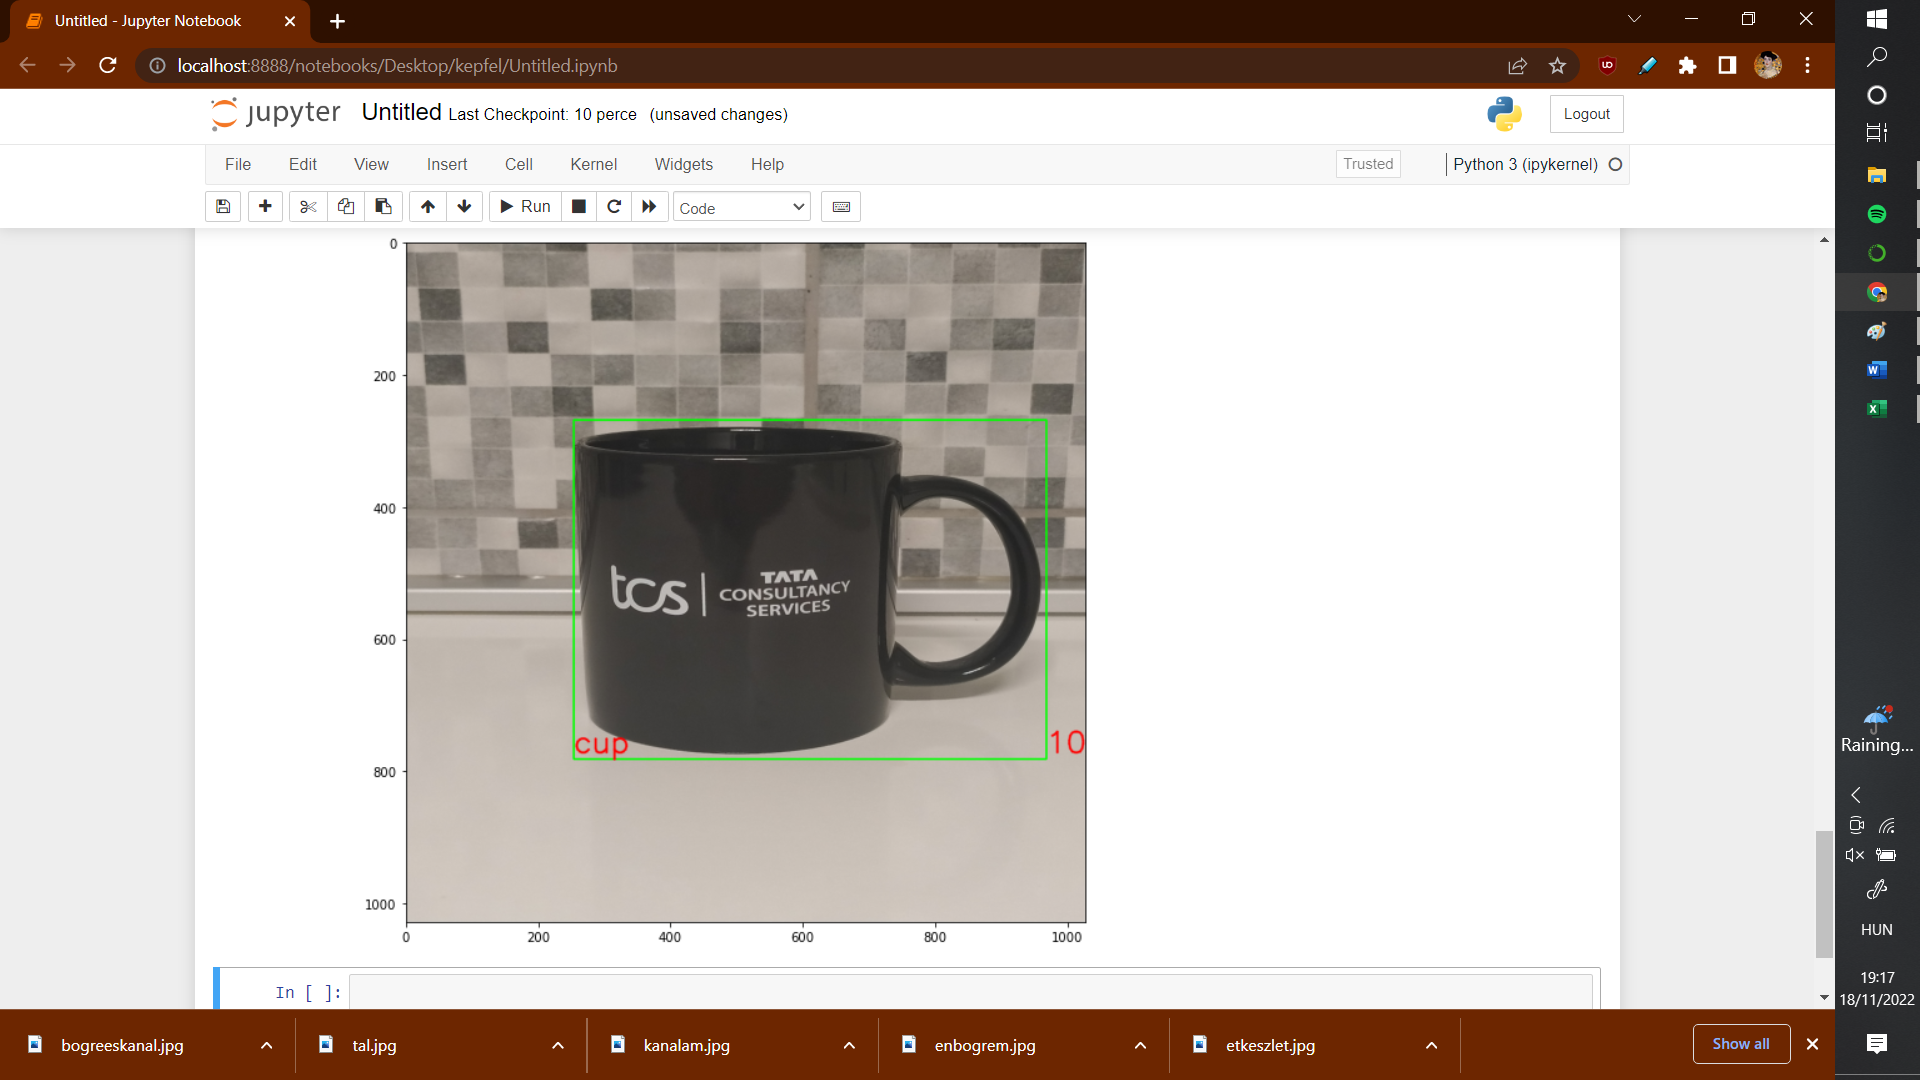 Untitled - Jupyter Notebook
localhost:8888/notebooks/Desktop/kepfel/Untitled.ipynb
jupyter Untitled Last Checkpoint: 10 perce (unsaved changes)
Logout
File Edit View Insert Cell Kernel Widgets Help
Trusted
Python 3 (ipykernel)
Run
Code
0
200
400
600
800
1000
tcs
TATA
CONSULTANCY
SERVICES
cup
10
0 200 400 600 800 1000
In [ ]:
bogreeskanal.jpg
tal.jpg
kanalam.jpg
enbogrem.jpg
etkeszlet.jpg
Show all
Raining...
HUN
19:17
18/11/2022